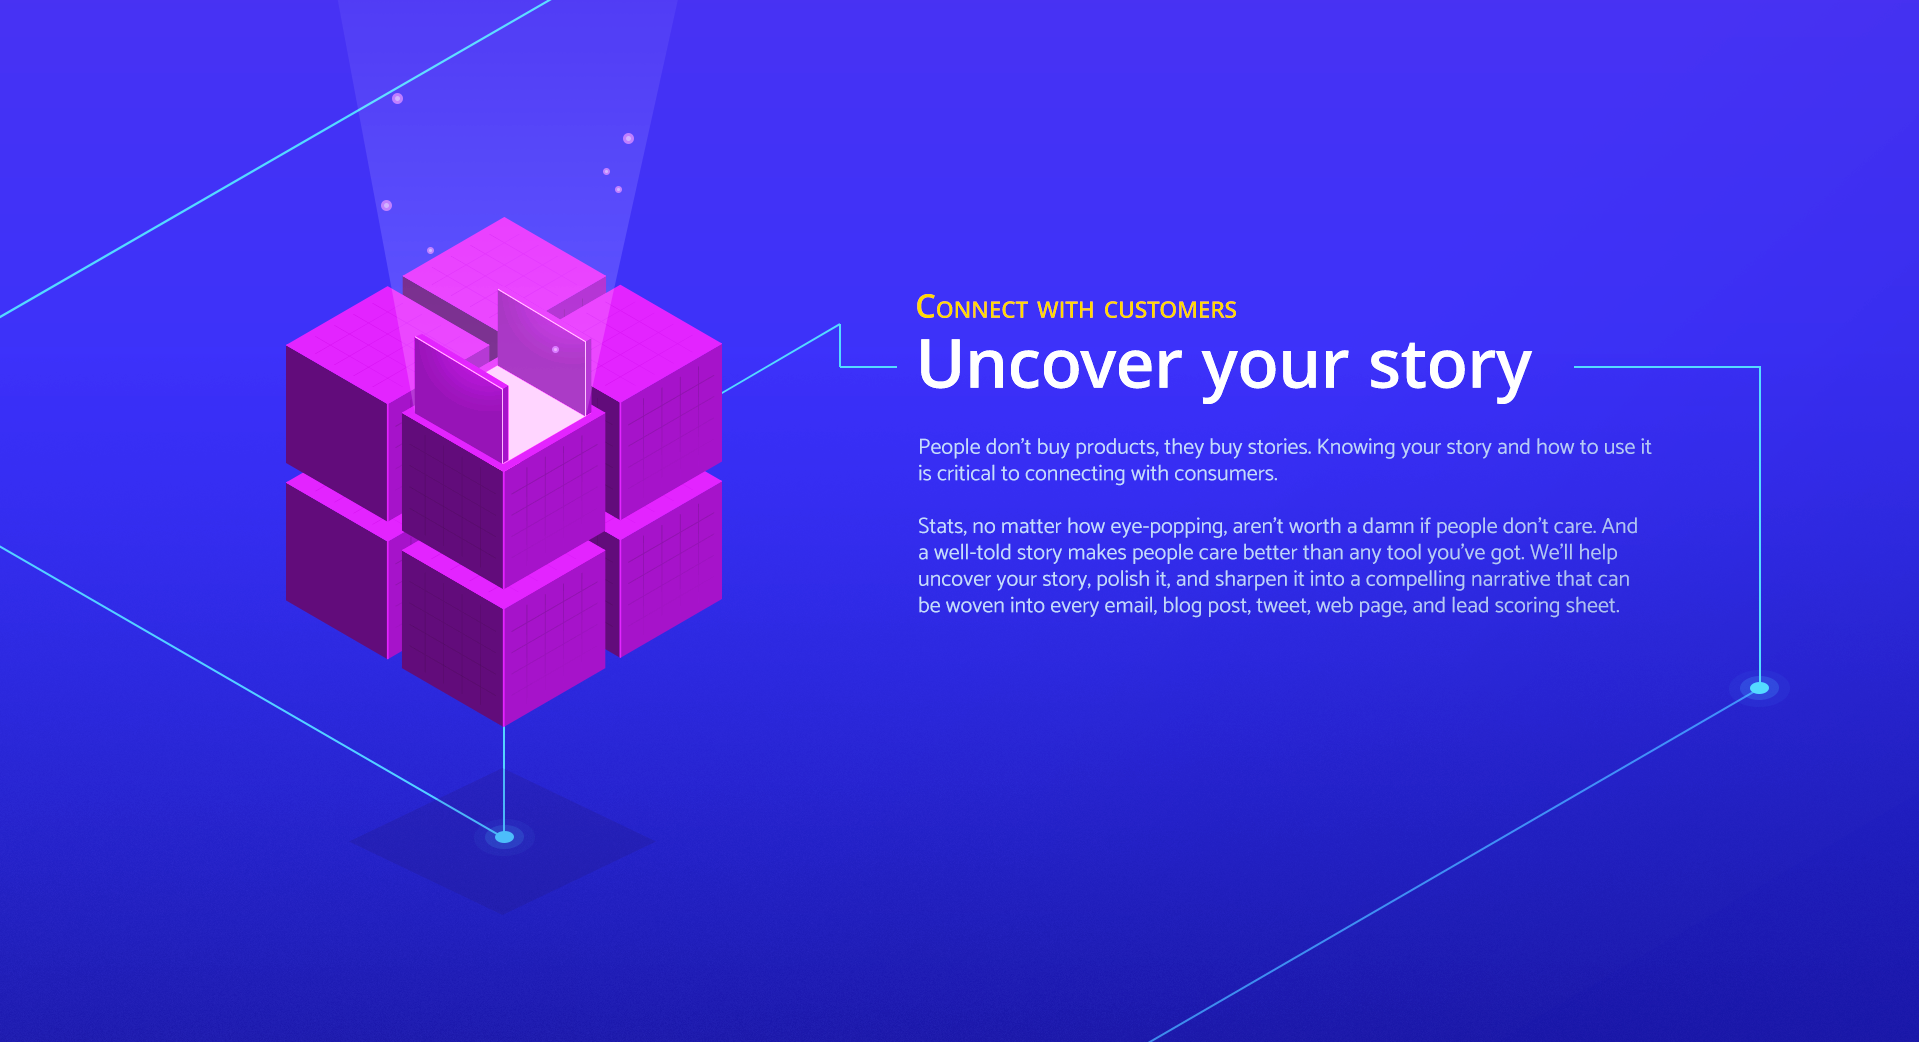 Connect with customers
Uncover your story
People don’t buy products, they buy stories. Knowing your story and how to use it
is critical to connecting with consumers.
Stats, no matter how eye-popping, aren’t worth a damn if people don’t care. And
a well-told story makes people care better than any tool you’ve got. We’ll help
uncover your story, polish it, and sharpen it into a compelling narrative that can
be woven into every email, blog post, tweet, web page, and lead scoring sheet.